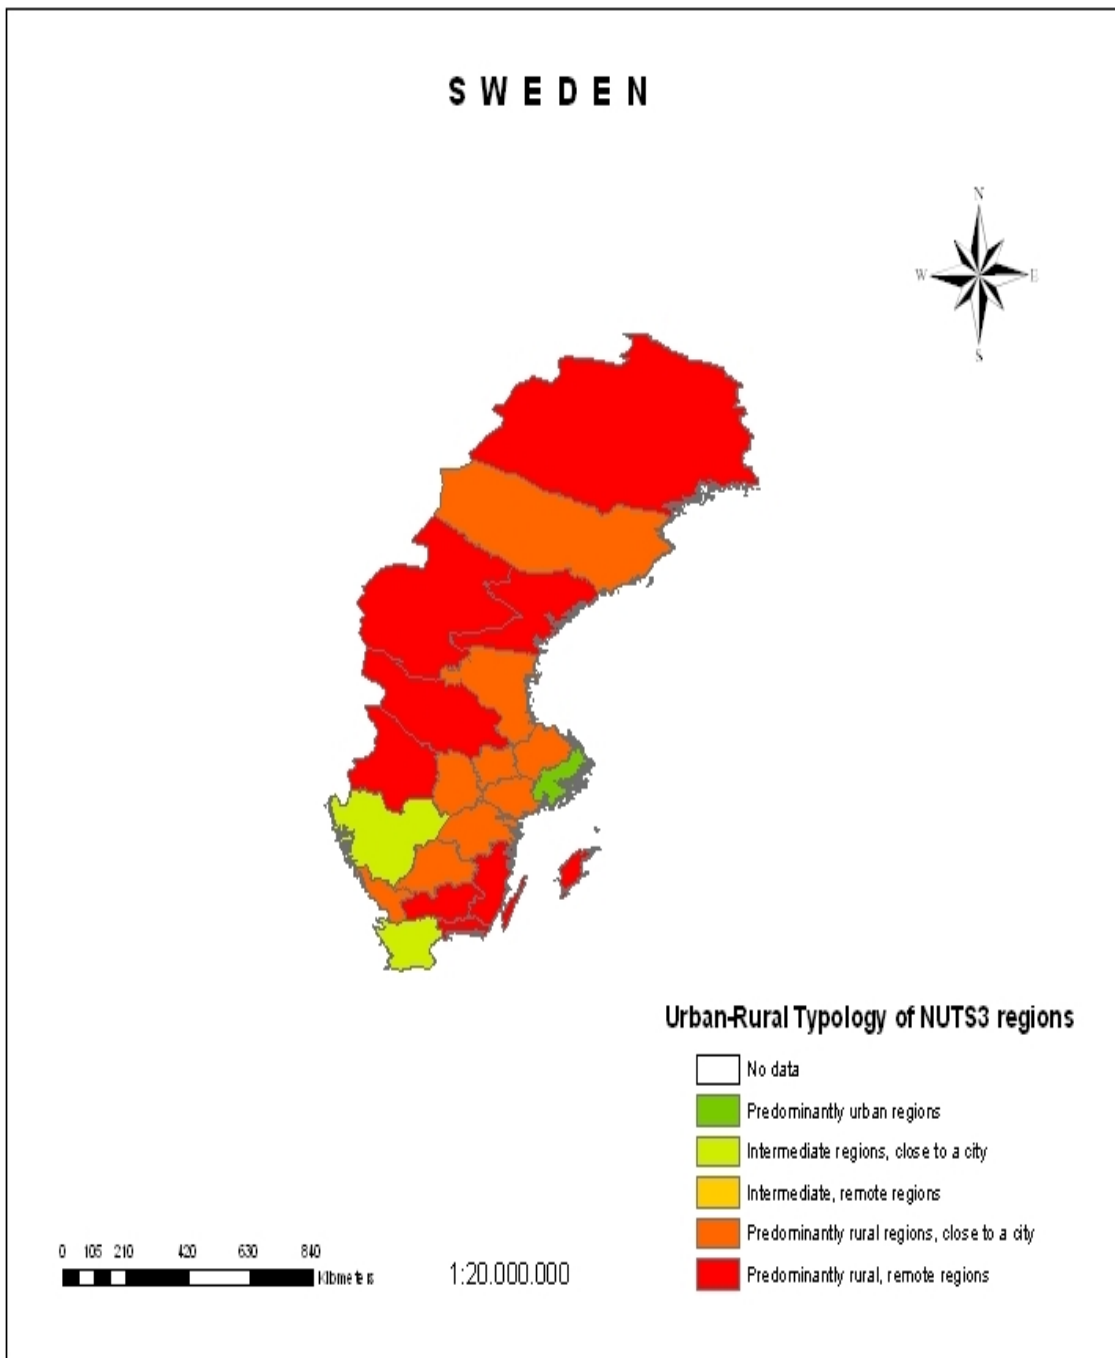 S W E D E N
N
W E
S
Urban-Rural Typology of NUTS3 regions
No data
Predominantly urban regions
Intermediate regions, close to a city
Intermediate, remote regions
Predominantly rural regions, close to a city
Predominantly rural, remote regions
0 105 210 420 630 840
Kilometers
1:20.000.000